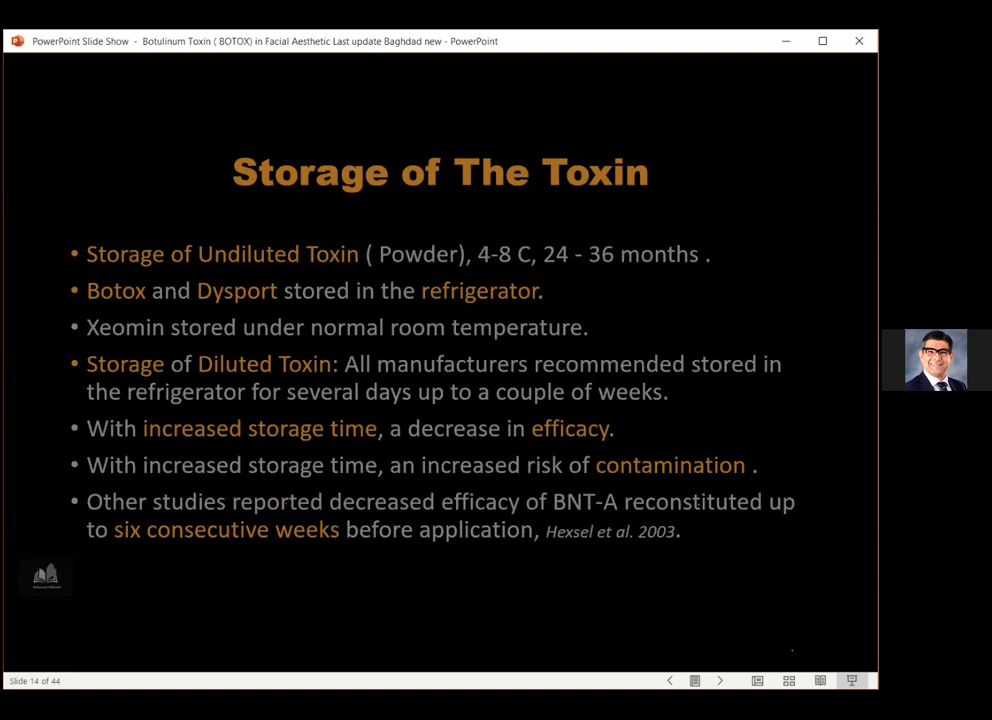 PowerPoint Slide Show - Botulinum Toxin ( BOTOX) in Facial Aesthetic Last update Baghdad new - PowerPoint
Storage of The Toxin
• Storage of Undiluted Toxin ( Powder), 4-8 C, 24 - 36 months .
• Botox and Dysport stored in the refrigerator.
• Xeomin stored under normal room temperature.
• Storage of Diluted Toxin: All manufacturers recommended stored in
the refrigerator for several days up to a couple of weeks.
• With increased storage time, a decrease in efficacy.
• With increased storage time, an increased risk of contamination .
• Other studies reported decreased efficacy of BNT-A reconstituted up
to six consecutive weeks before application, Hexsel et al. 2003.
Slide 14 of 44